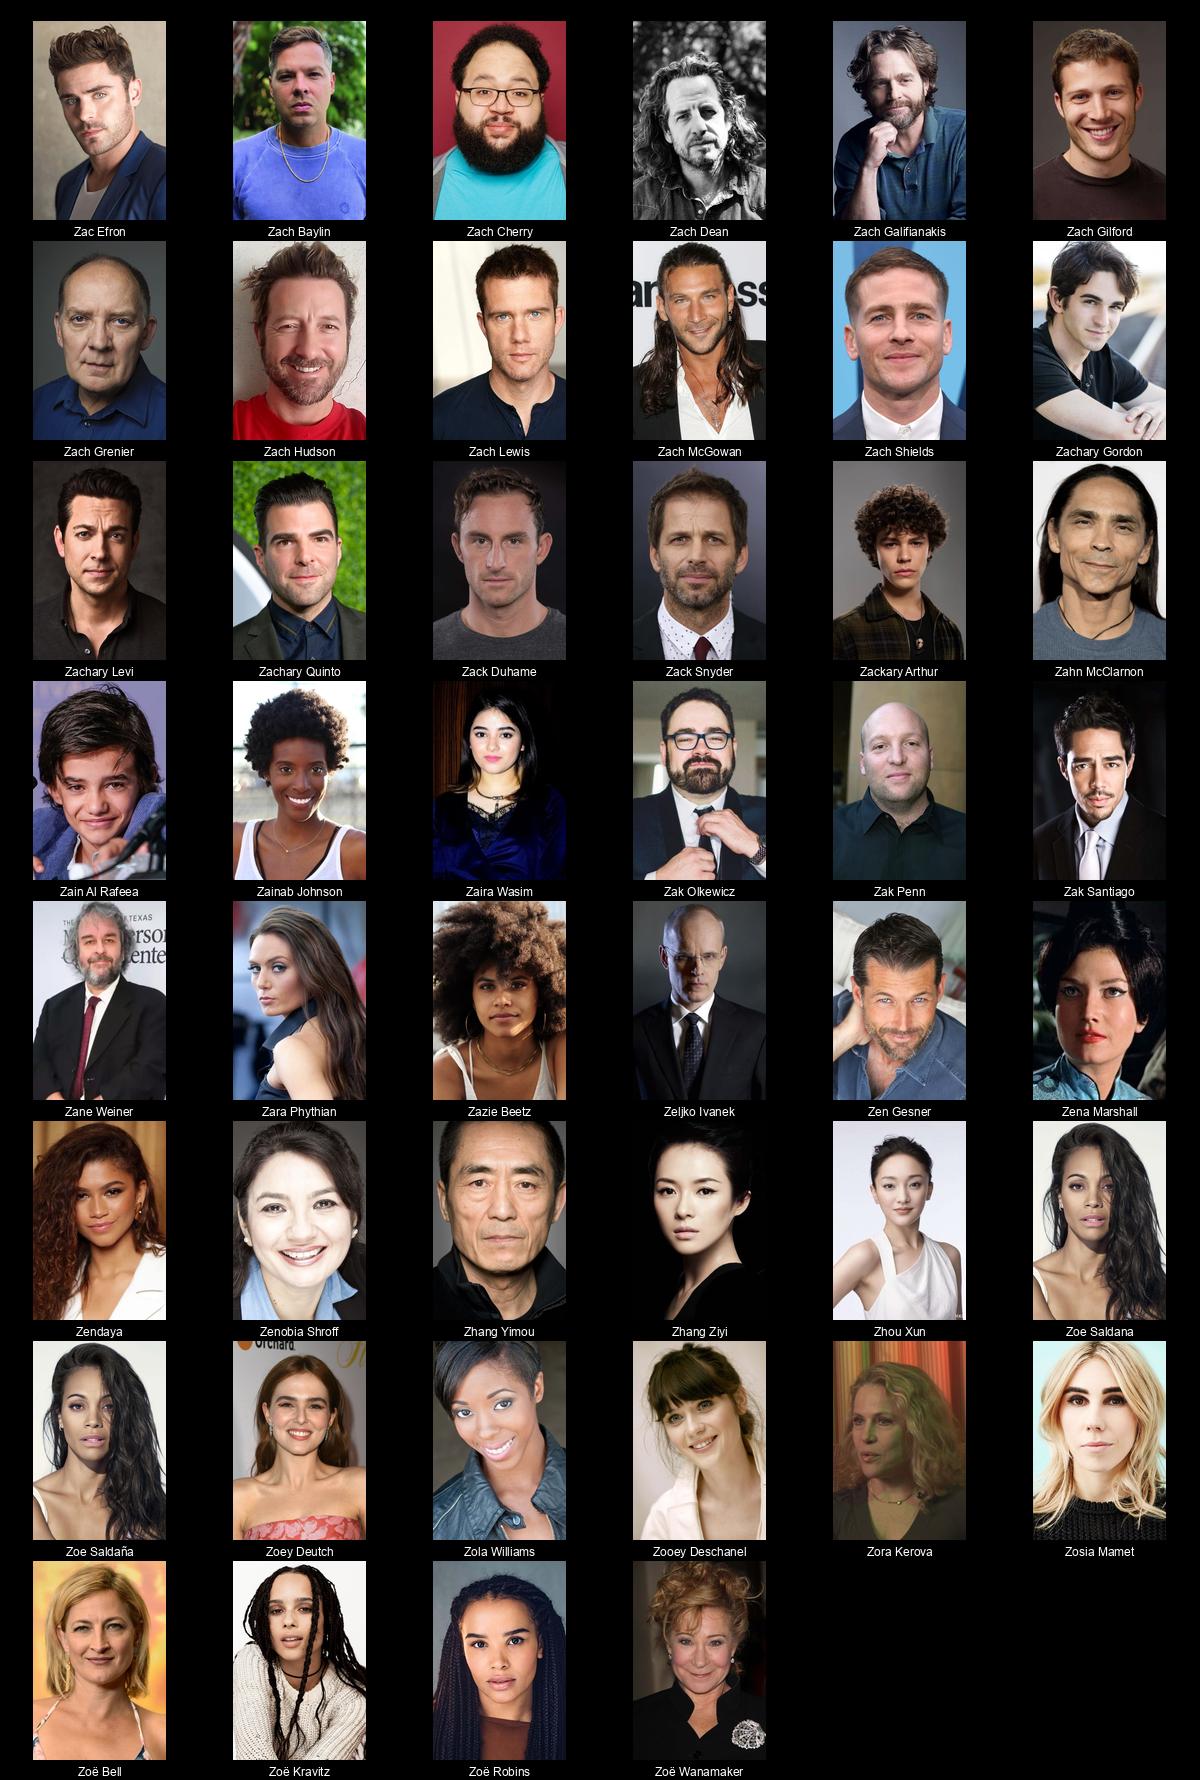 Zac Efron
Zach Baylin
Zach Cherry
Zach Dean
Zach Galifianakis
Zach Gilford
Zach Grenier
Zach Hudson
Zach Lewis
Zach McGowan
Zach Shields
Zachary Gordon
Zachary Levi
Zachary Quinto
Zack Duhame
Zack Snyder
Zackary Arthur
Zahn McClarnon
Zain Al Rafeea
Zainab Johnson
Zaira Wasim
Zak Olkewicz
Zak Penn
Zak Santiago
THE OF TEXAS
Zane Weiner
Zara Phythian
Zazie Beetz
Zeljko Ivanek
Zen Gesner
Zena Marshall
Zendaya
Zenobia Shroff
Zhang Yimou
Zhang Ziyi
Zhou Xun
Zoe Saldana
Orchard
Zoe Saldaña
Zoey Deutch
Zola Williams
Zooey Deschanel
Zora Kerova
Zosia Mamet
Zoë Bell
Zoë Kravitz
Zoë Robins
Zoë Wanamaker